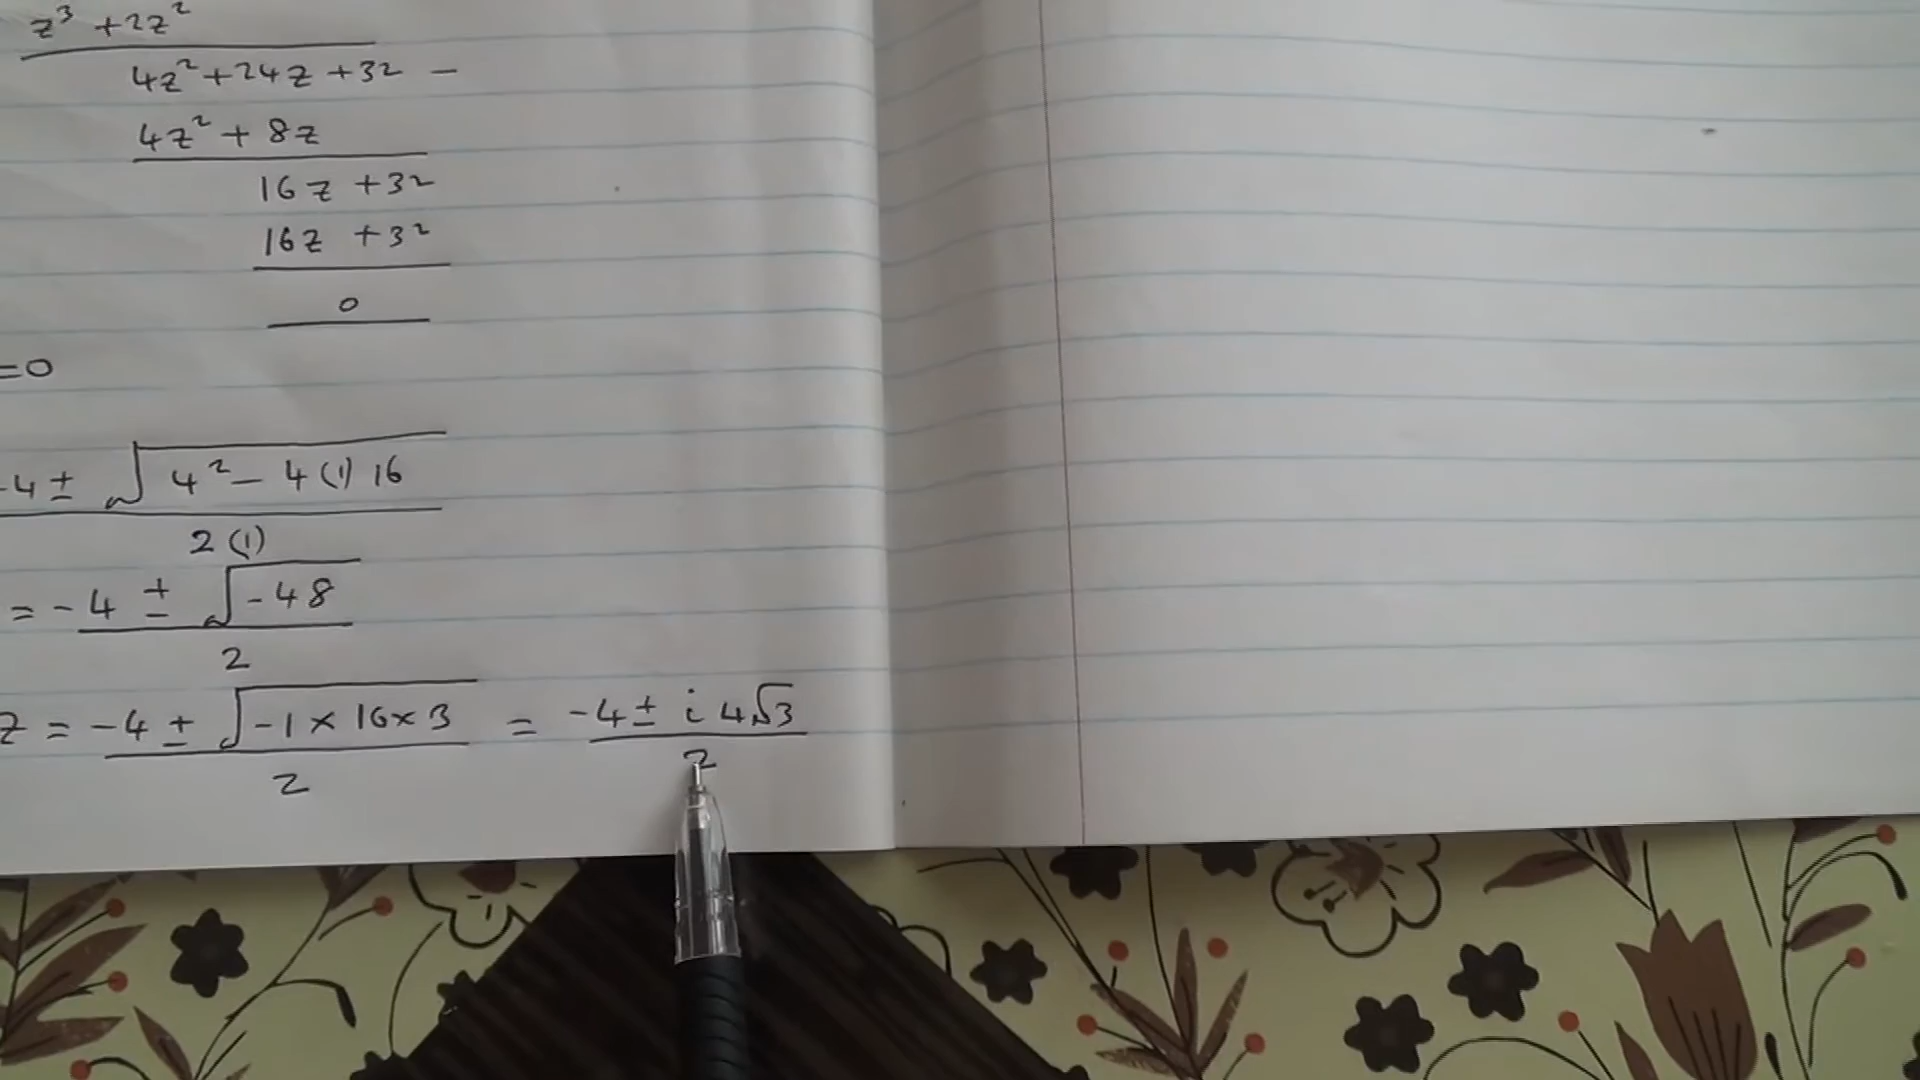 z³ + 2z²
4z² + 24z + 32 -
4z² + 8z
16z + 32
16z + 32
0
= 0
-4 ± √(4² - 4(1)16)
2(1)
= -4 ± √(-48)
2
z = -4 ± √(-1 × 16 × 3) = -4 ± i4√3
2 2